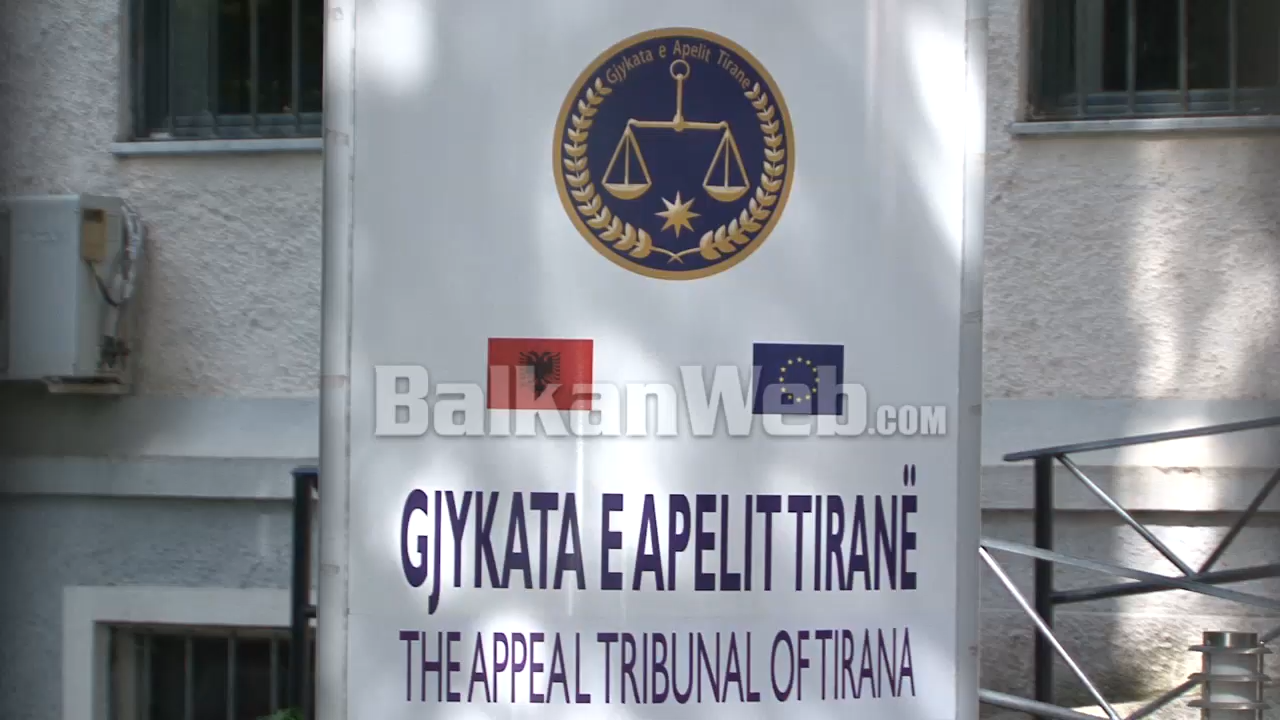 Gjykata e Apelit Tirane
BalkanWeb.com
GJYKATA E APELIT TIRANË
THE APPEAL TRIBUNAL OF TIRANA